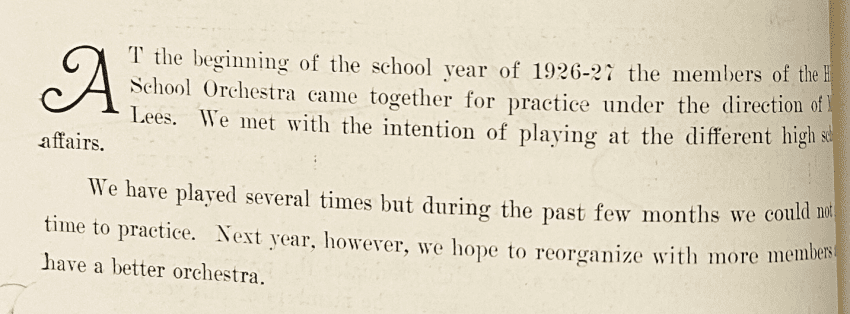 AT the beginning of the school year of 1926-27 the members of the
School Orchestra came together for practice under the direction of
Lees. We met with the intention of playing at the different high
affairs.
We have played several times but during the past few months we could not
time to practice. Next year, however, we hope to reorganize with more members
have a better orchestra.